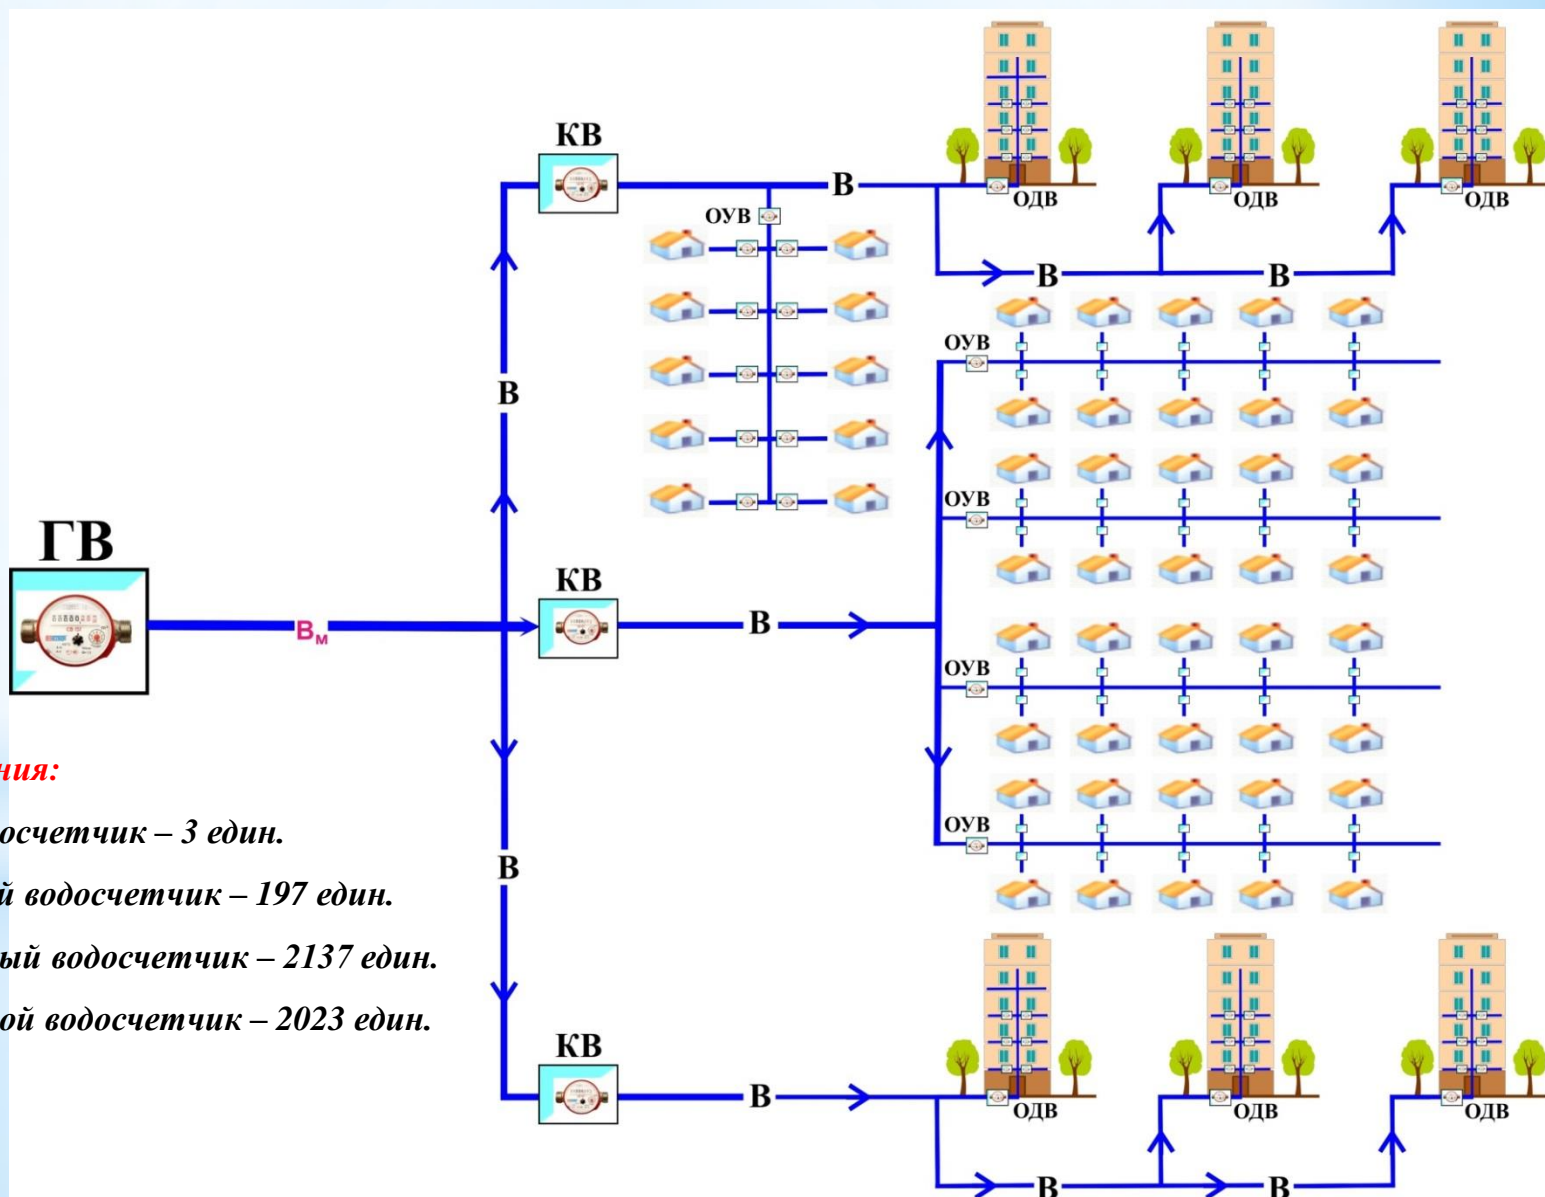 КВ
В
ОДВ
ОДВ
ОДВ
ОУВ
В
В
ОУВ
В
ОУВ
ГВ
КВ
Вм
В
ОУВ
ния:
осчетчик – 3 един.
ОУВ
В
й водосчетчик – 197 един.
ый водосчетчик – 2137 един.
ой водосчетчик – 2023 един.
КВ
В
ОДВ
ОДВ
ОДВ
В
В